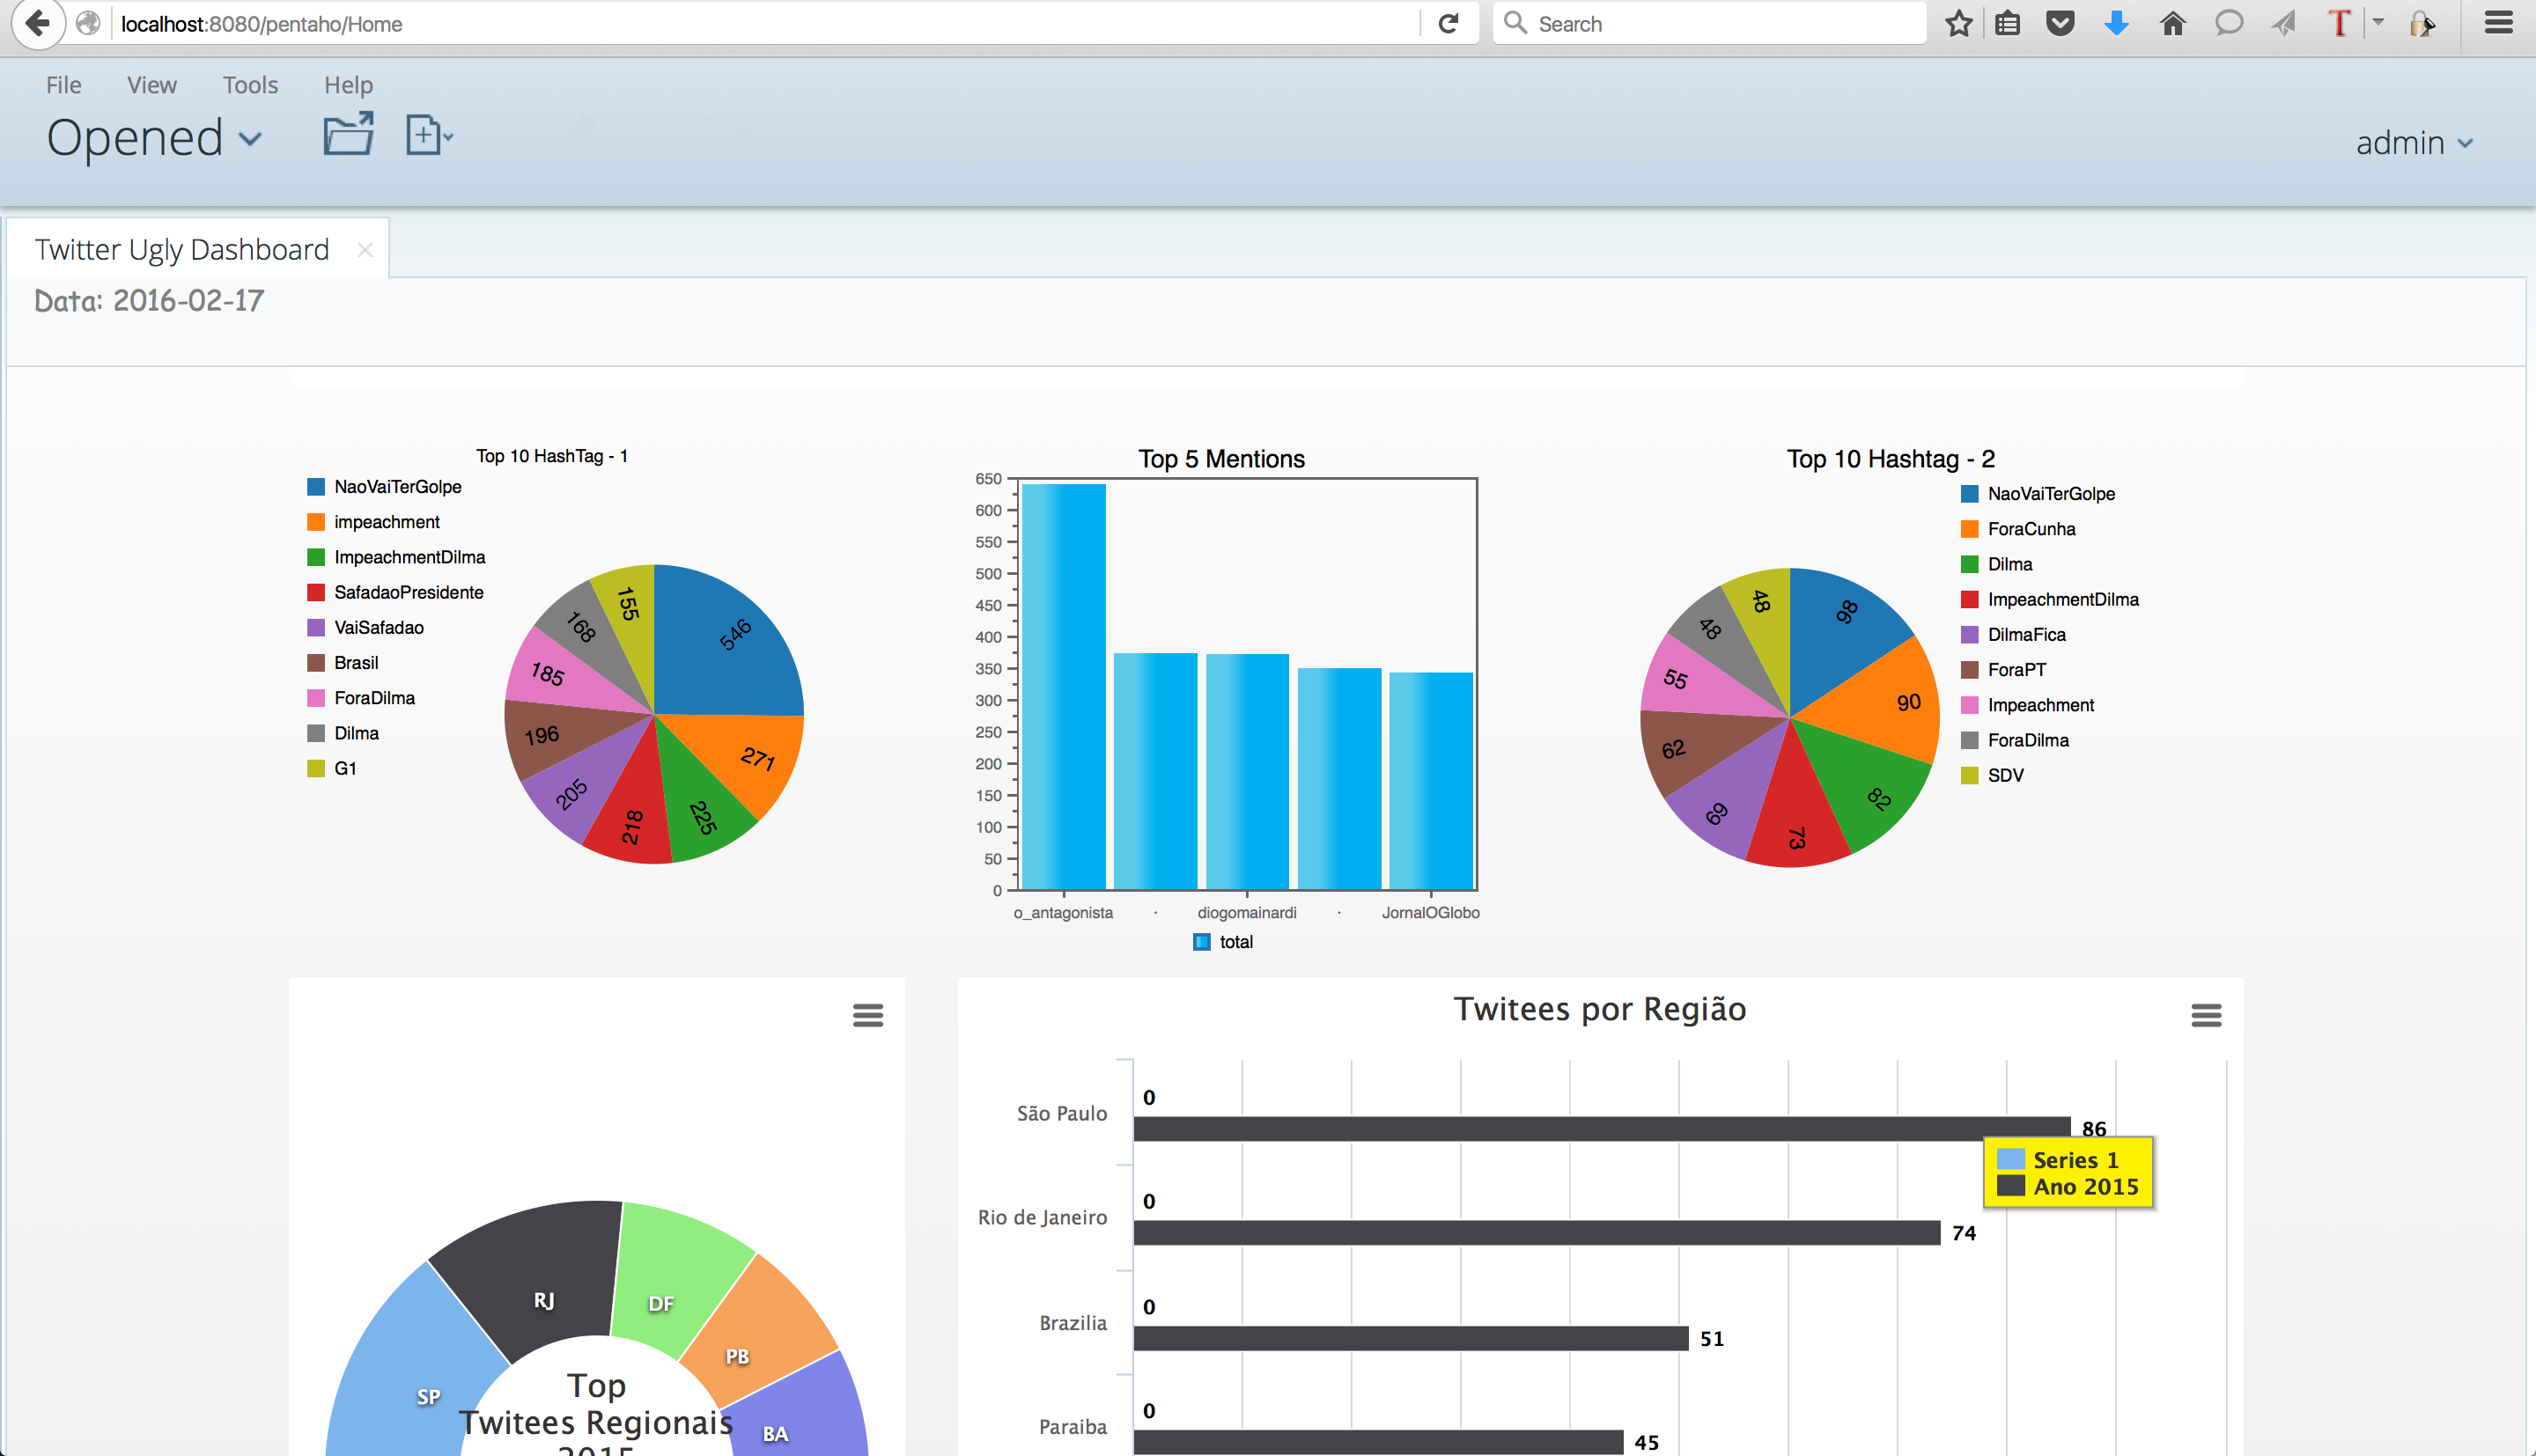 localhost:8080/pentaho/Home
Search
File View Tools Help
Opened
admin
Twitter Ugly Dashboard
Data: 2016-02-17
Top 10 HashTag - 1
NaoVaiTerGolpe
impeachment
ImpeachmentDilma
SafadaoPresidente
VaiSafadao
Brasil
ForaDilma
Dilma
G1
546
271
225
218
205
196
185
168
155
Top 5 Mentions
650
600
550
500
450
400
350
300
250
200
150
100
50
0
o_antagonista · diogomainardi · JornalOGlobo
total
Top 10 Hashtag - 2
NaoVaiTerGolpe
ForaCunha
Dilma
ImpeachmentDilma
DilmaFica
ForaPT
Impeachment
ForaDilma
SDV
98
90
82
73
69
62
55
48
48
SP
RJ
DF
PB
BA
Top
Twitees Regionais
2015
Twitees por Região
São Paulo
0
86
Series 1
Ano 2015
Rio de Janeiro
0
74
Brazilia
0
51
Paraiba
0
45